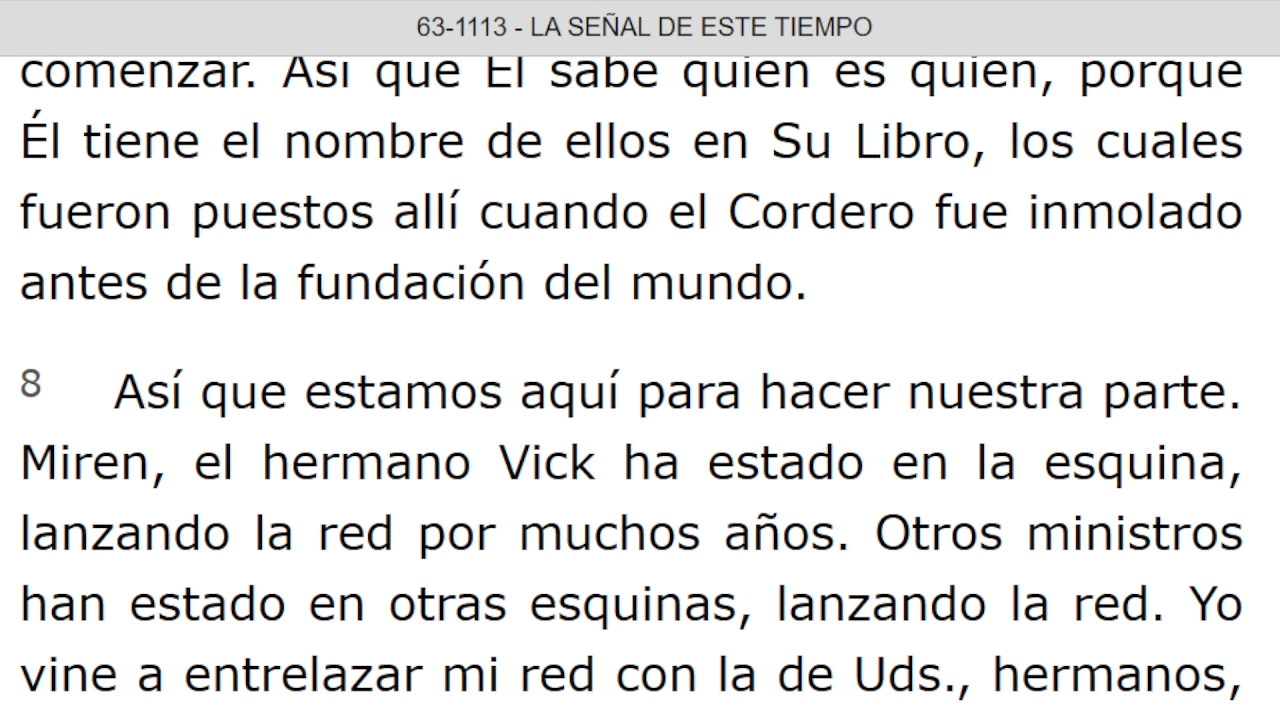 63-1113 - LA SEÑAL DE ESTE TIEMPO
comenzar. Así que Él sabe quién es quién, porque
Él tiene el nombre de ellos en Su Libro, los cuales
fueron puestos allí cuando el Cordero fue inmolado
antes de la fundación del mundo.
8 Así que estamos aquí para hacer nuestra parte.
Miren, el hermano Vick ha estado en la esquina,
lanzando la red por muchos años. Otros ministros
han estado en otras esquinas, lanzando la red. Yo
vine a entrelazar mi red con la de Uds., hermanos,